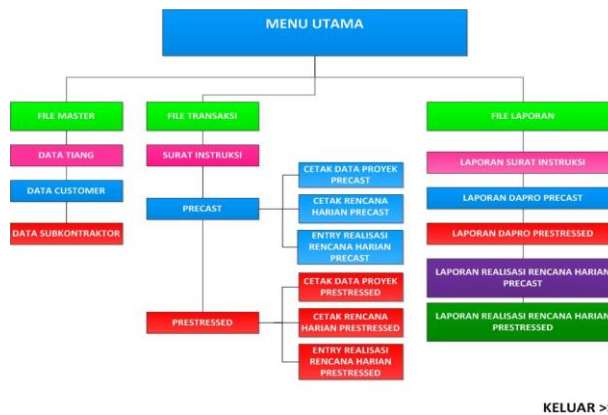 MENU UTAMA
FILE MASTER
DATA TIANG
DATA CUSTOMER
DATA SUBKONTRAKTOR
FILE TRANSAKSI
SURAT INSTRUKSI
PRECAST
CETAK DATA PROYEK
PRECAST
CETAK RENCANA
HARIAN PRECAST
ENTRY REALISASI
RENCANA HARIAN
PRECAST
PRESTRESSED
CETAK DATA PROYEK
PRESTRESSED
CETAK RENCANA
HARIAN PRESTRESSED
ENTRY REALISASI
RENCANA HARIAN
PRESTRESSED
FILE LAPORAN
LAPORAN SURAT INSTRUKSI
LAPORAN DAPRO PRECAST
LAPORAN DAPRO PRESTRESSED
LAPORAN REALISASI RENCANA HARIAN
PRECAST
LAPORAN REALISASI RENCANA HARIAN
PRESTRESSED
KELUAR >